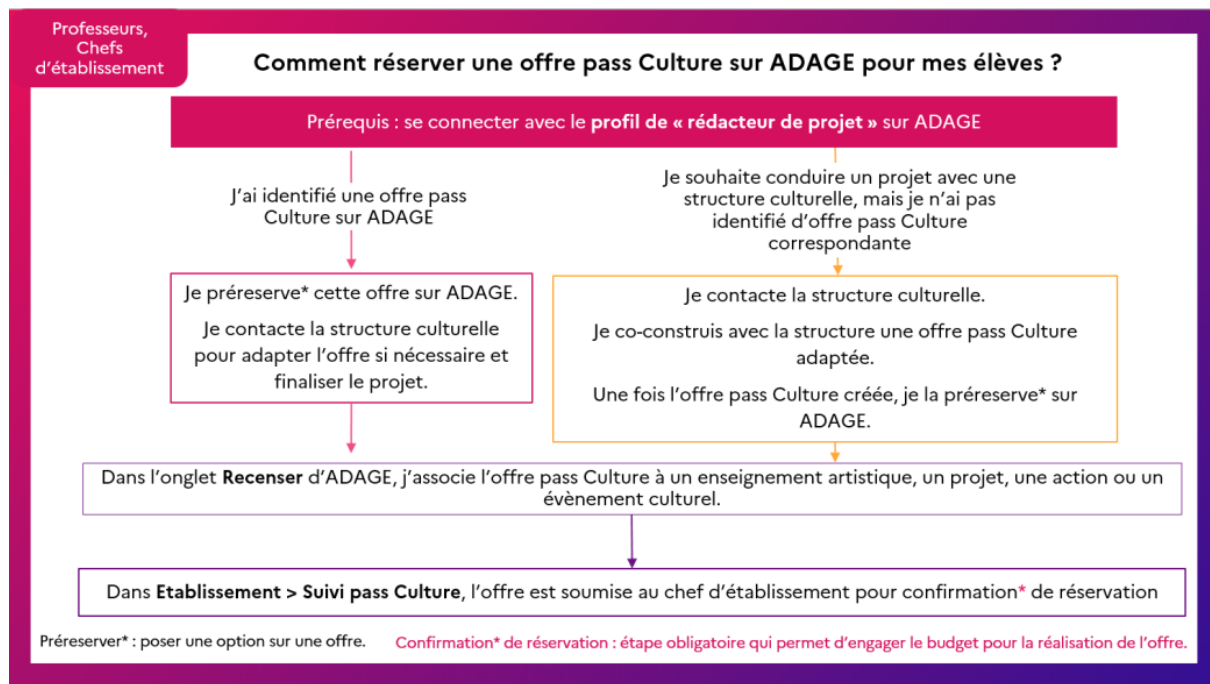 Professeurs,
Chefs
d'établissement
Comment réserver une offre pass Culture sur ADAGE pour mes élèves ?
Prérequis : se connecter avec le profil de « rédacteur de projet » sur ADAGE
J'ai identifié une offre pass
Culture sur ADAGE
Je souhaite conduire un projet avec une
structure culturelle, mais je n'ai pas
identifié d'offre pass Culture
correspondante
Je préreserve* cette offre sur ADAGE.
Je contacte la structure culturelle
pour adapter l'offre si nécessaire et
finaliser le projet.
Je contacte la structure culturelle.
Je co-construis avec la structure une offre pass Culture
adaptée.
Une fois l'offre pass Culture créée, je la préreserve* sur
ADAGE.
Dans l'onglet Recenser d'ADAGE, j'associe l'offre pass Culture à un enseignement artistique, un projet, une action ou un
évènement culturel.
Dans Etablissement > Suivi pass Culture, l'offre est soumise au chef d'établissement pour confirmation* de réservation
Préreserver* : poser une option sur une offre.
Confirmation* de réservation : étape obligatoire qui permet d'engager le budget pour la réalisation de l'offre.